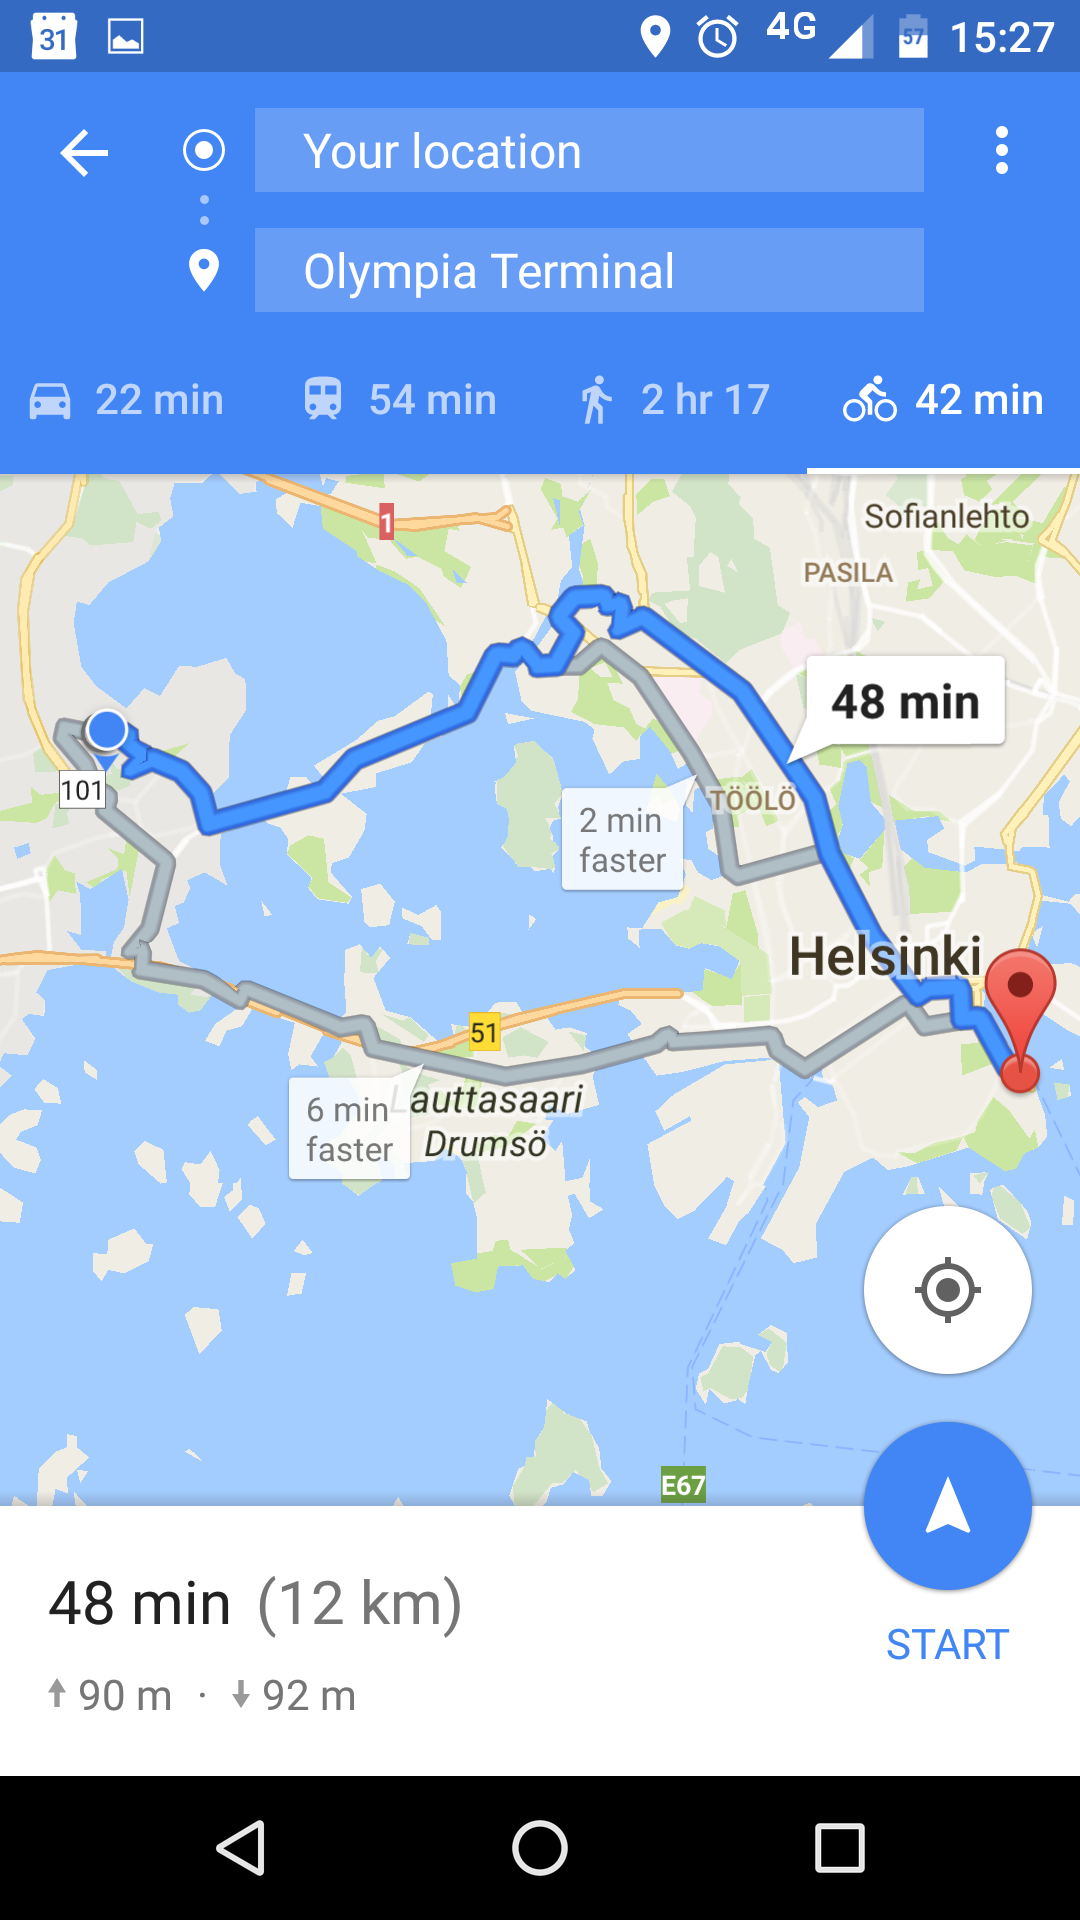 31
4G
57
15:27
Your location
Olympia Terminal
22 min
54 min
2 hr 17
42 min
1
Sofianlehto
PASILA
48 min
101
2 min
faster
TÖÖLÖ
Helsinki
51
6 min
faster
Lauttasaari
Drumsö
E67
48 min (12 km)
START
90 m · 92 m